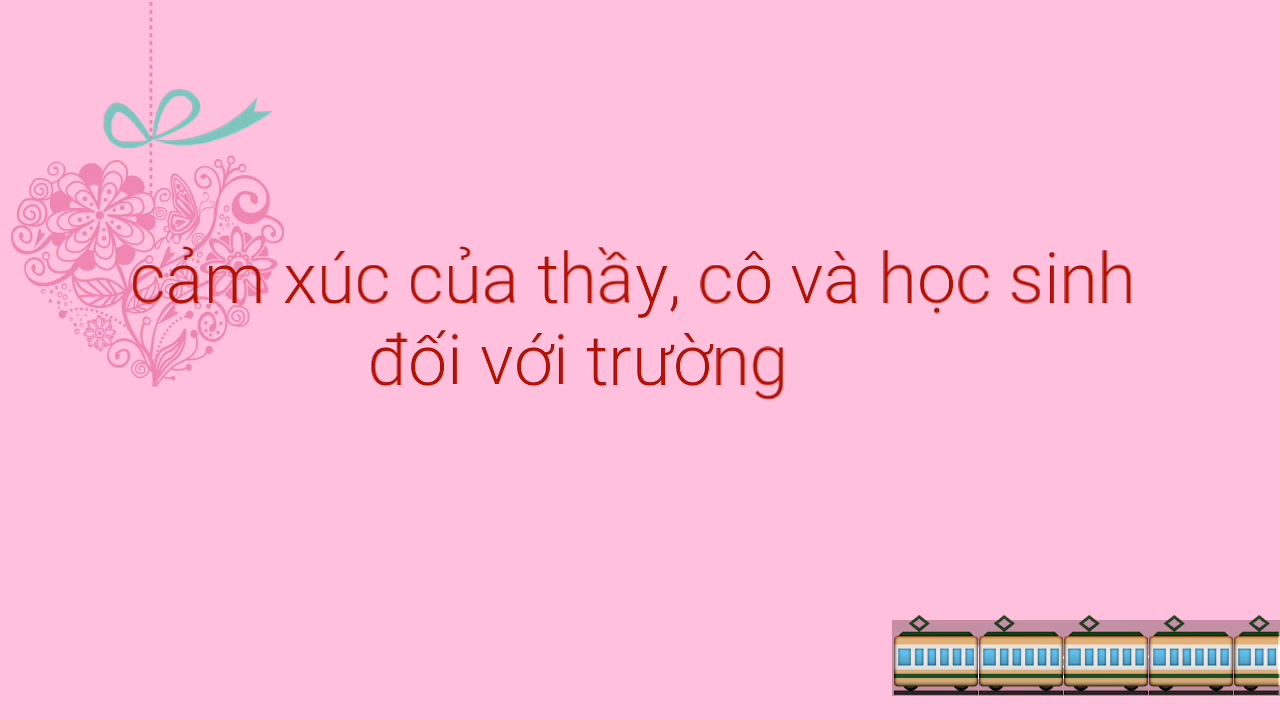 cảm xúc của thầy, cô và học sinh
đối với trường